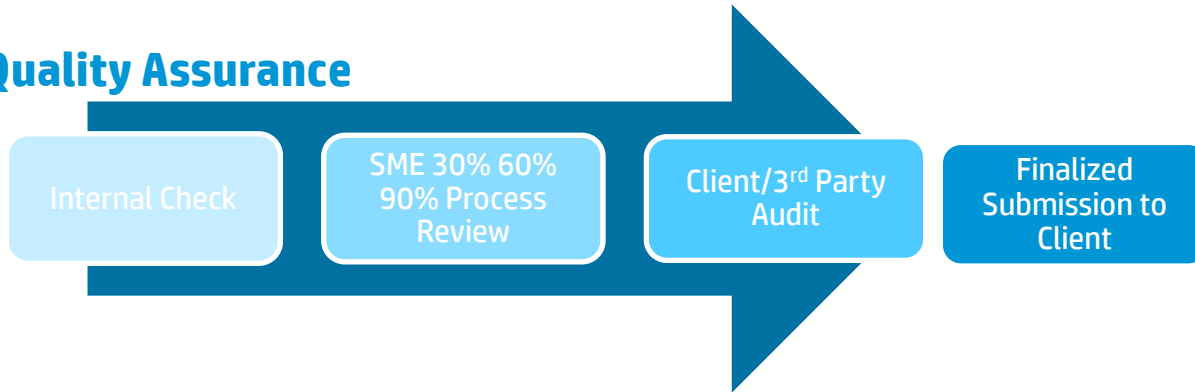 Quality Assurance
Internal Check
SME 30% 60%
90% Process
Review
Client/3rd Party
Audit
Finalized
Submission to
Client